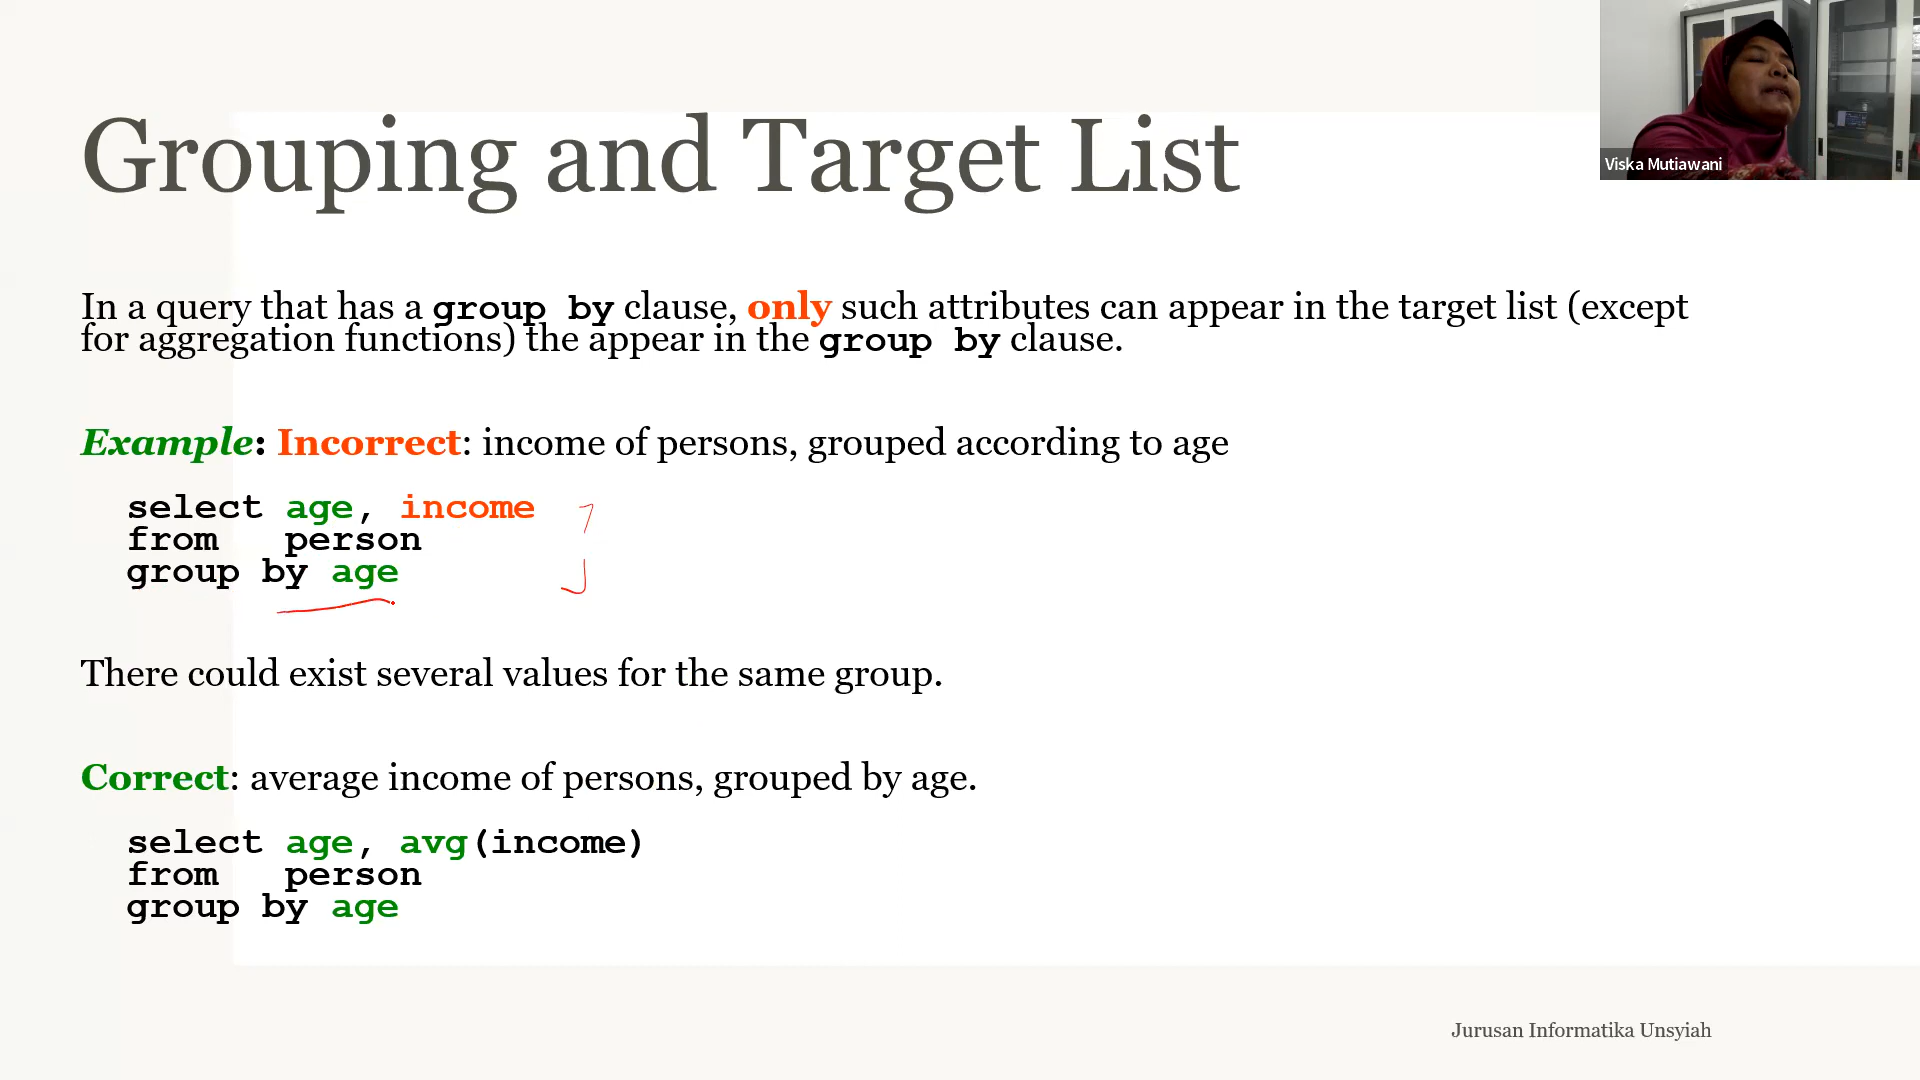 Viska Mutiawani
Grouping and Target List
In a query that has a group by clause, only such attributes can appear in the target list (except
for aggregation functions) the appear in the group by clause.
Example: Incorrect: income of persons, grouped according to age
select age, income
from person
group by age
There could exist several values for the same group.
Correct: average income of persons, grouped by age.
select age, avg(income)
from person
group by age
Jurusan Informatika Unsyiah